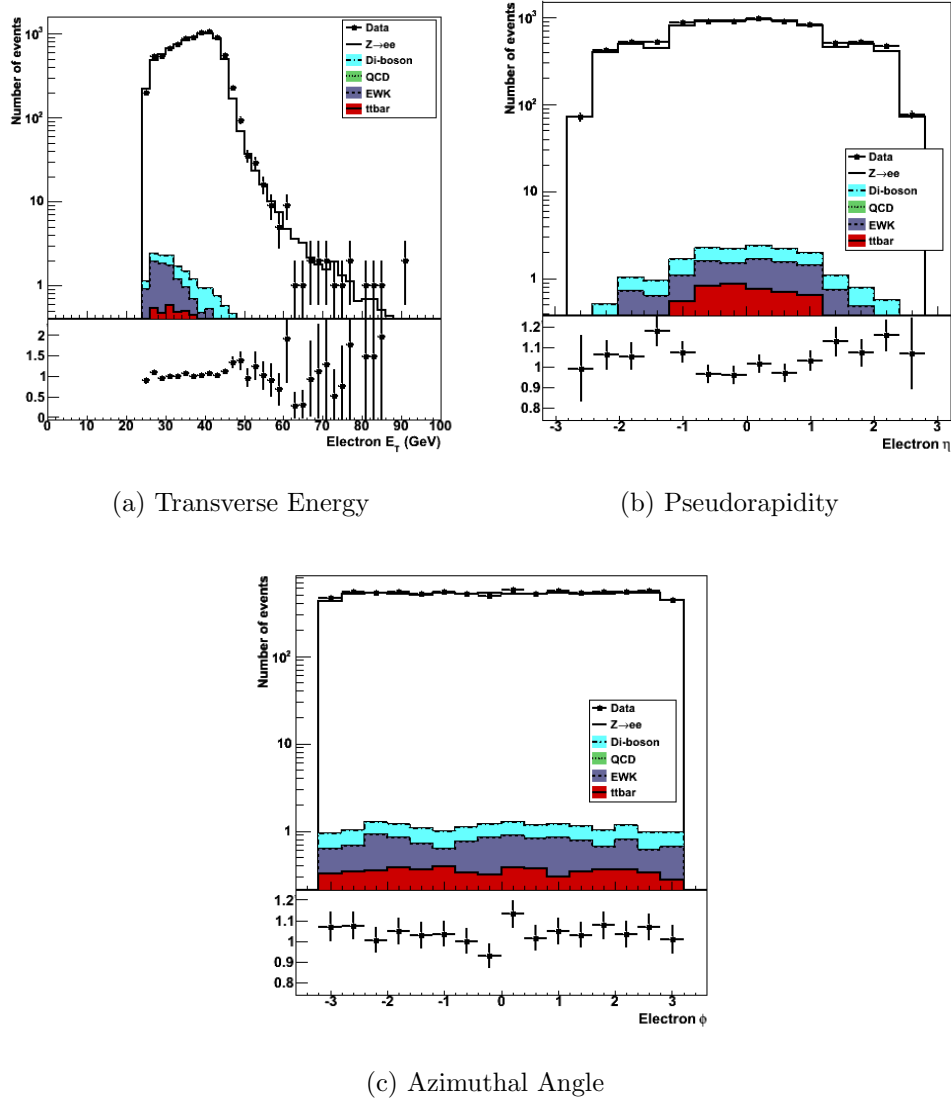 Number of events
10³
10²
10
1
Data
Z→ee
Di-boson
QCD
EWK
ttbar
2
1.5
1
0.5
0
0 10 20 30 40 50 60 70 80 90 100
Electron E_T (GeV)
(a) Transverse Energy
Number of events
10³
10²
10
1
Data
Z→ee
Di-boson
QCD
EWK
ttbar
1.2
1.1
1
0.9
0.8
-3 -2 -1 0 1 2 3
Electron η
(b) Pseudorapidity
Number of events
10²
10
1
Data
Z→ee
Di-boson
QCD
EWK
ttbar
1.2
1.1
1
0.9
0.8
-3 -2 -1 0 1 2 3
Electron ϕ
(c) Azimuthal Angle